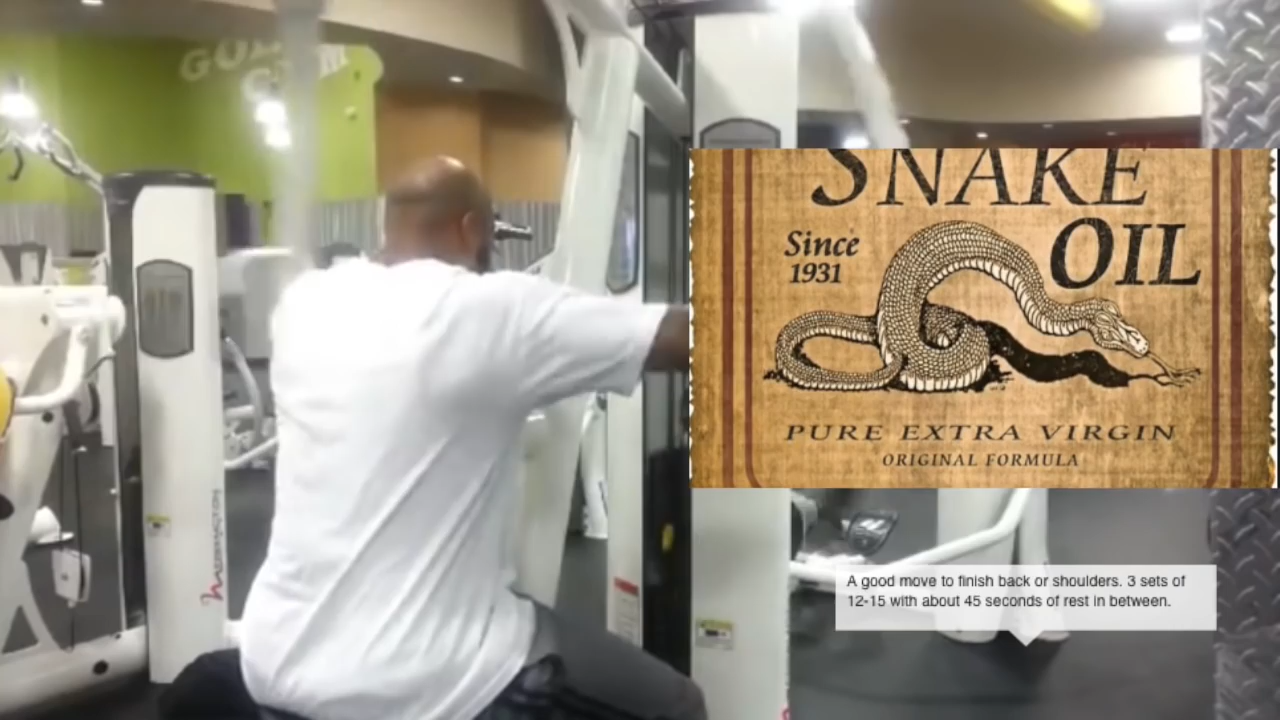 SNAKE
OIL
Since
1931
PURE EXTRA VIRGIN
ORIGINAL FORMULA
A good move to finish back or shoulders. 3 sets of
12-15 with about 45 seconds of rest in between.